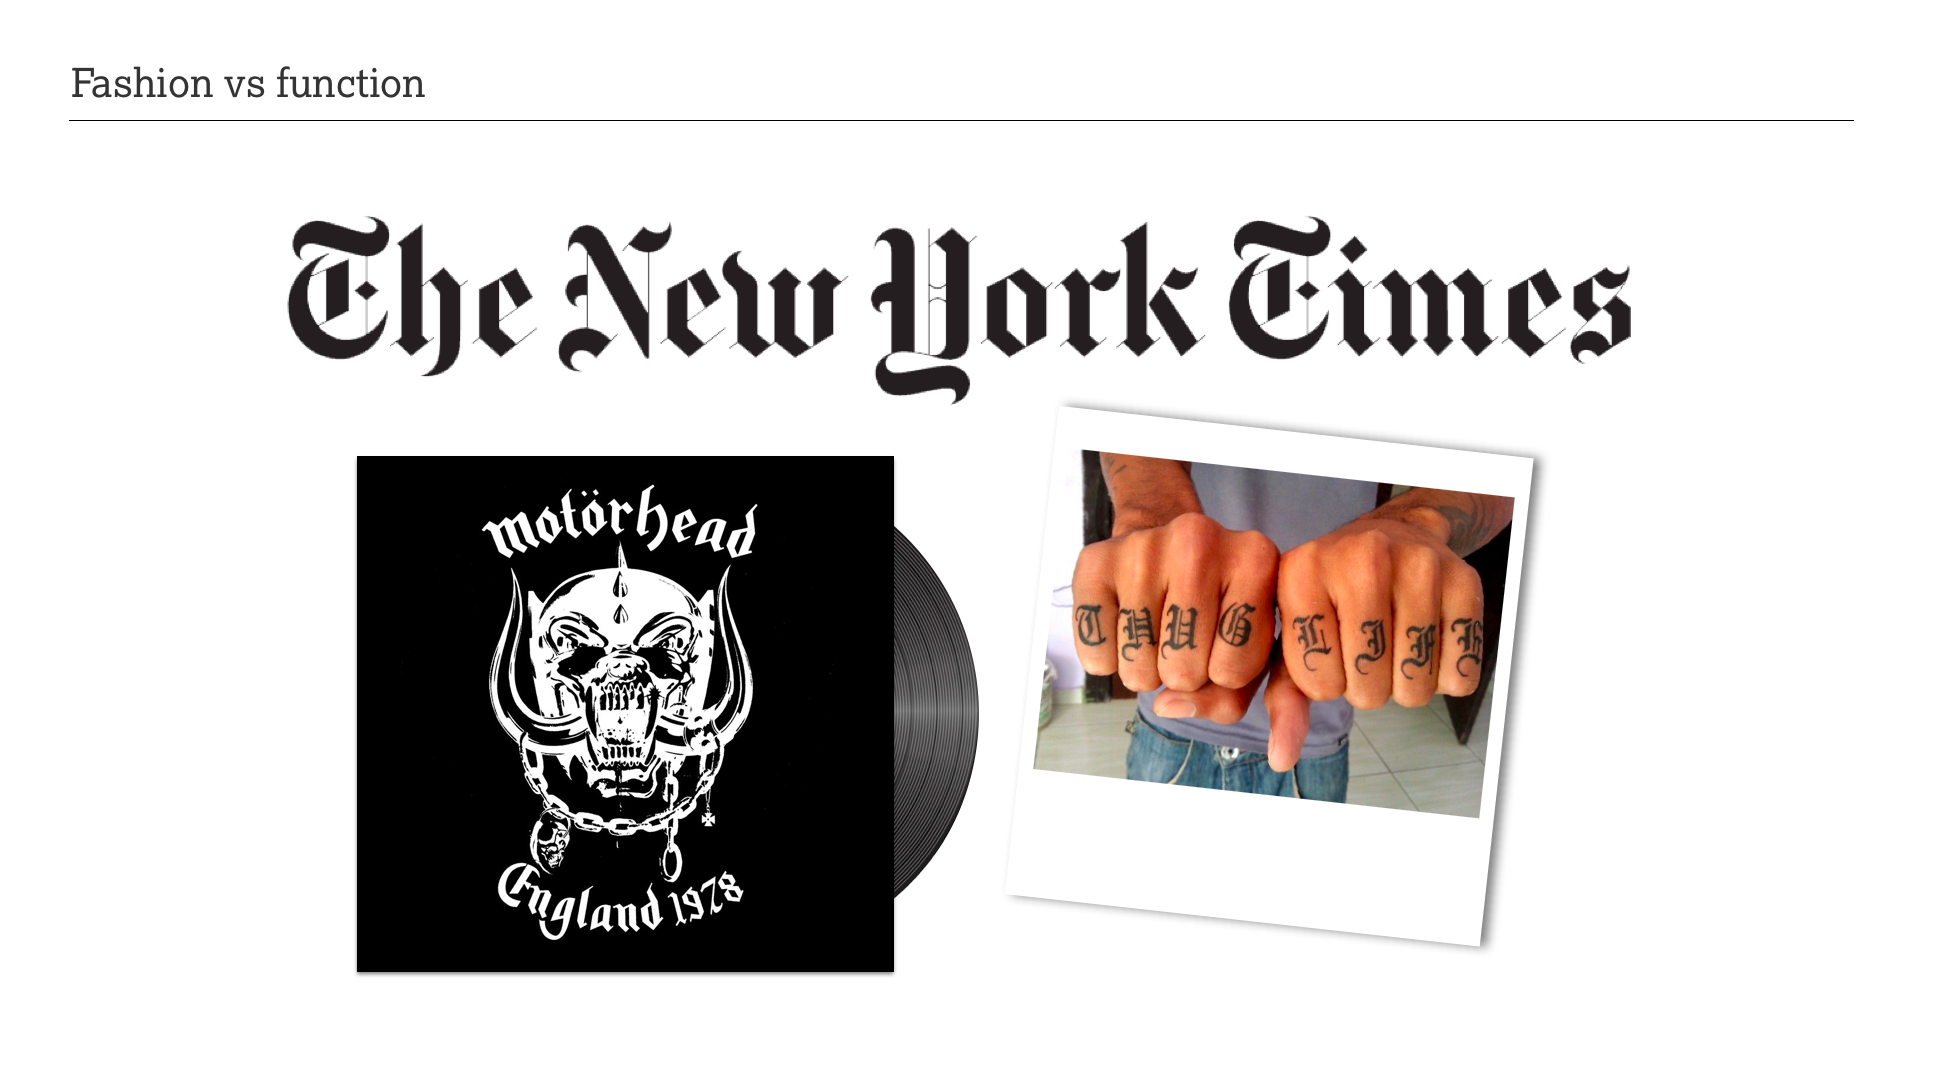 Fashion vs function
The New York Times
motörhead
England 1978
THUG LIFE